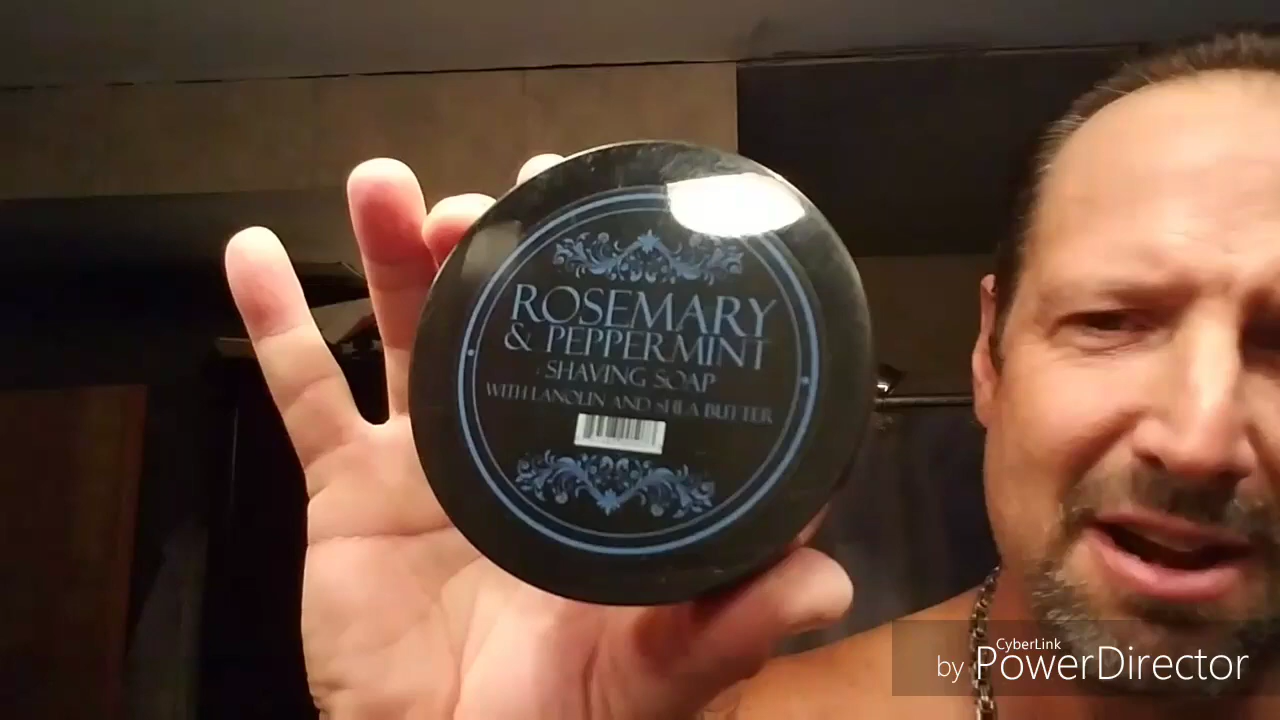 ROSEMARY
& PEPPERMINT
SHAVING SOAP
WITH LANOLIN AND SHEA BUTTER
CyberLink
by PowerDirector